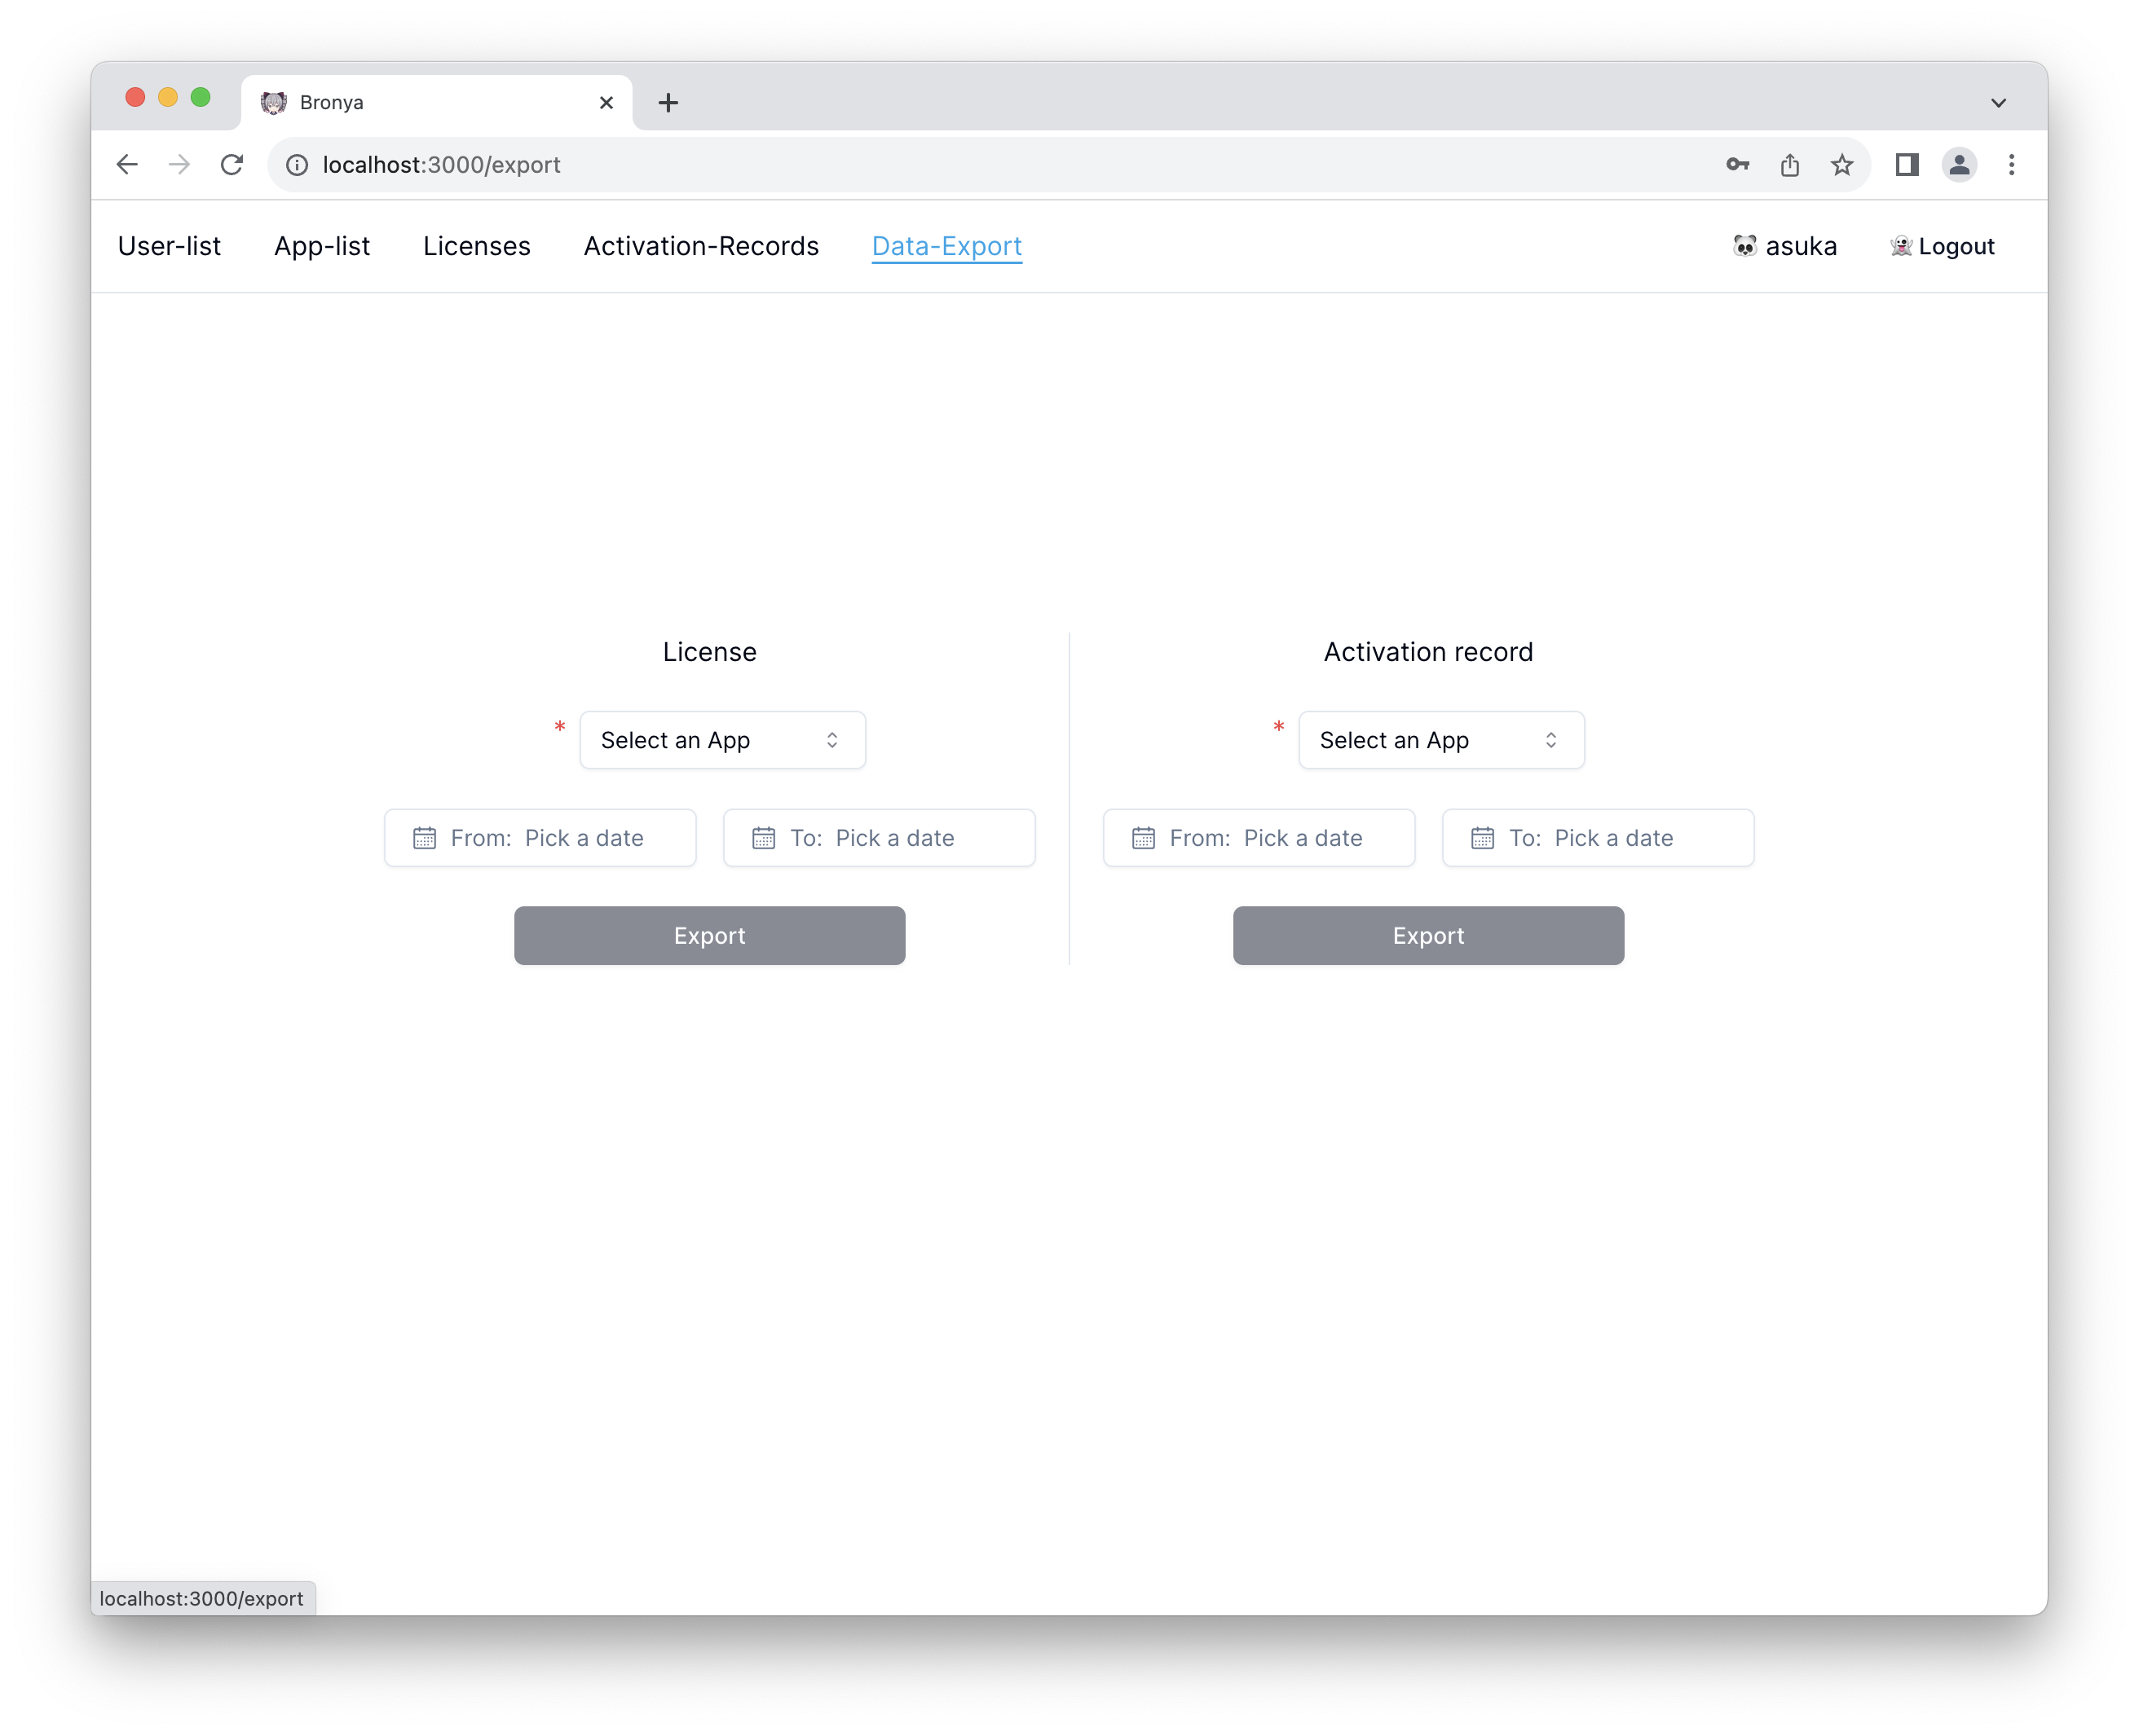 Bronya
localhost:3000/export
User-list App-list Licenses Activation-Records Data-Export 🐼 asuka 👻 Logout
License
* Select an App
From: Pick a date To: Pick a date
Export
Activation record
* Select an App
From: Pick a date To: Pick a date
Export
localhost:3000/export